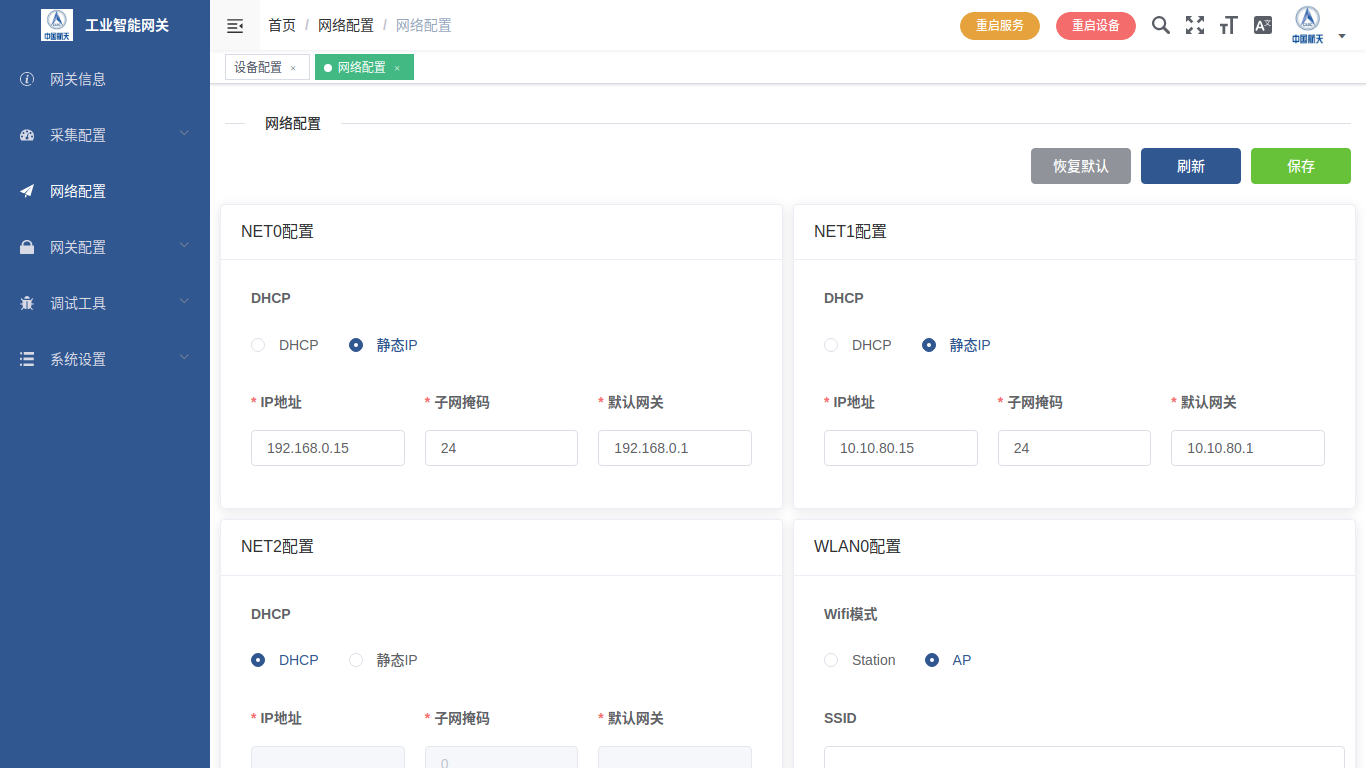 中国航天
工业智能网关
首页 / 网络配置 / 网络配置
重启服务
重启设备
中国航天
设备配置 ×
网络配置 ×
网关信息
采集配置
网络配置
网关配置
调试工具
系统设置
网络配置
恢复默认
刷新
保存
NET0配置
DHCP
DHCP
静态IP
* IP地址
* 子网掩码
* 默认网关
192.168.0.15
24
192.168.0.1
NET1配置
DHCP
DHCP
静态IP
* IP地址
* 子网掩码
* 默认网关
10.10.80.15
24
10.10.80.1
NET2配置
DHCP
DHCP
静态IP
* IP地址
* 子网掩码
* 默认网关
0
WLAN0配置
Wifi模式
Station
AP
SSID